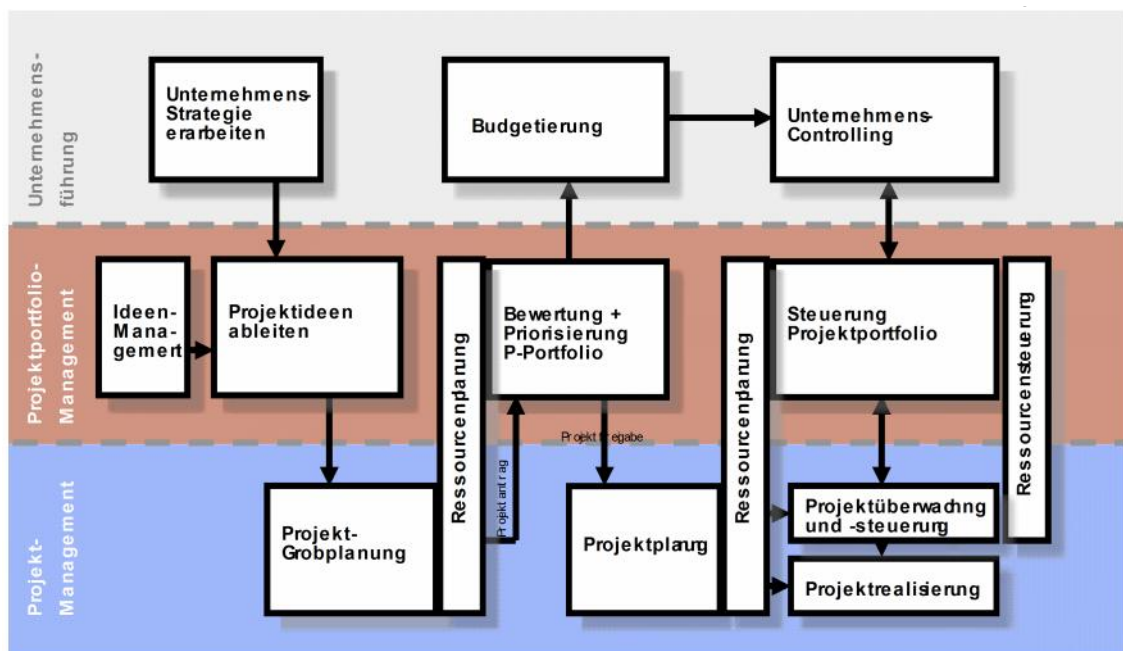 Unternehmens-
führung
Unternehmens-
Strategie
erarbeiten
Budgetierung
Unternehmens-
Controlling
Projektportfolio-
Management
Ideen-
Mana-
gement
Projektideen
ableiten
Ressourcenplanung
Bewertung +
Priorisierung
P-Portfolio
Ressourcenplanung
Steuerung
Projektportfolio
Ressourcensteuerung
Projektfreigabe
Projektantrag
Projekt-
Management
Projekt-
Grobplanung
Projektplanung
Projektüberwachng
und -steuerung
Projektrealisierung